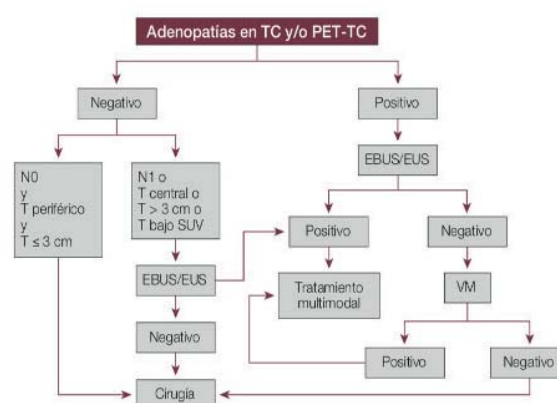 Adenopatías en TC y/o PET-TC
Negativo
Positivo
N0
y
T periférico
y
T ≤ 3 cm
N1 o
T central o
T > 3 cm o
T bajo SUV
EBUS/EUS
Positivo
Negativo
EBUS/EUS
Tratamiento
multimodal
VM
Negativo
Positivo
Negativo
Cirugía